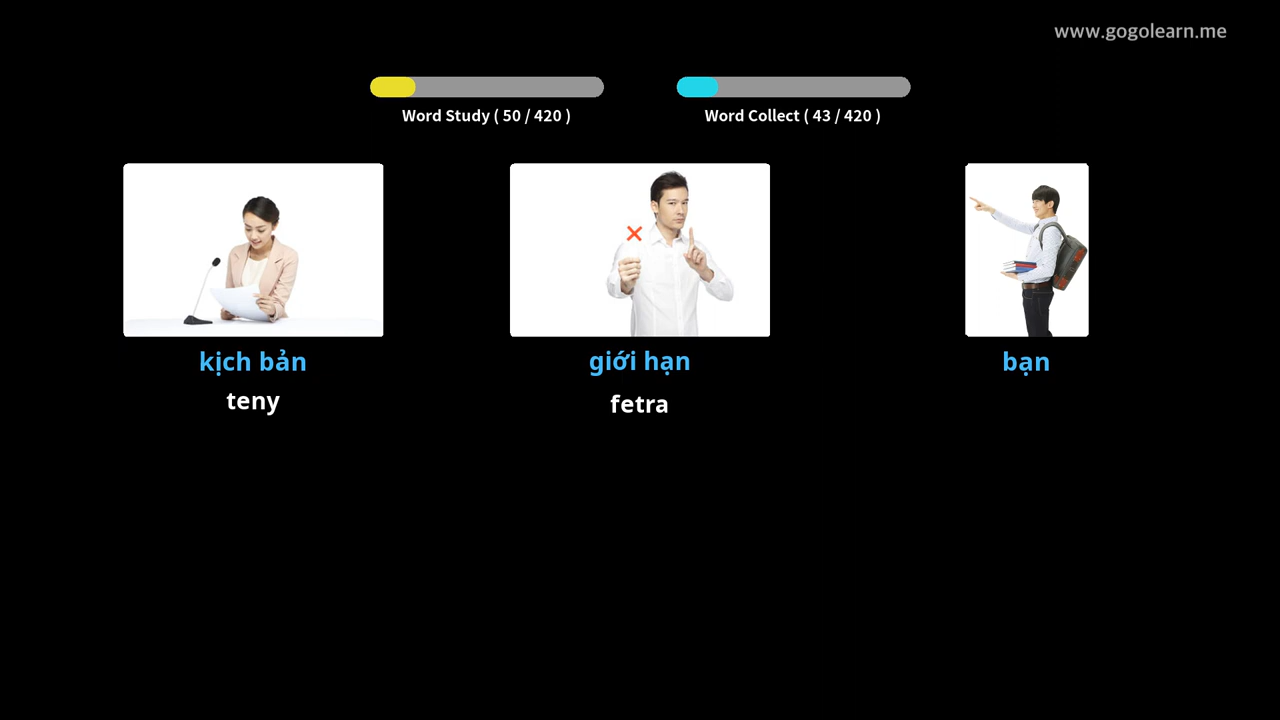 www.gogolearn.me
Word Study ( 50 / 420 )
Word Collect ( 43 / 420 )
kịch bản
giới hạn
bạn
teny
fetra